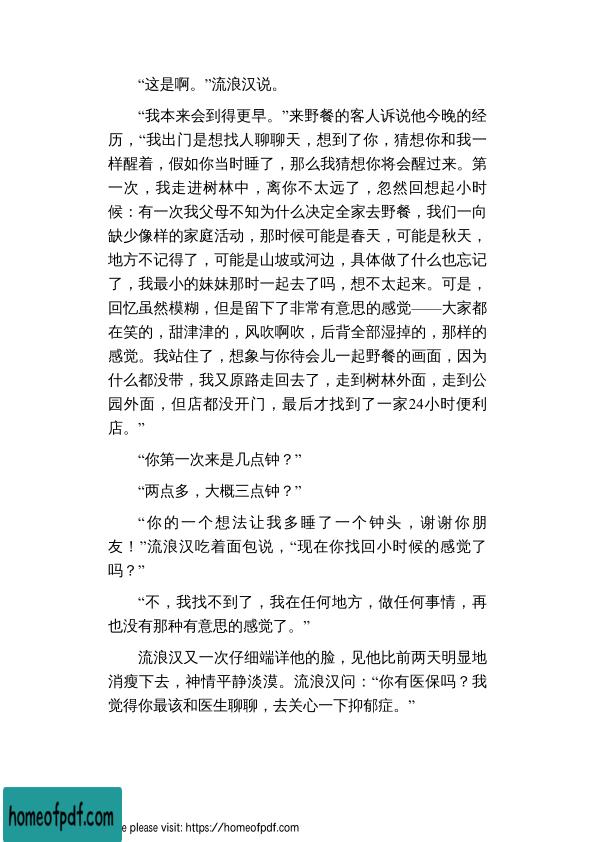 “这是啊。”流浪汉说。
“我本来会到得更早。”来野餐的客人诉说他今晚的经
历，“我出门是想找人聊聊天，想到了你，猜想你和我一
样醒着，假如你当时睡了，那么我猜想你将会醒过来。第
一次，我走进树林中，离你不太远了，忽然回想起小时
候：有一次我父母不知为什么决定全家去野餐，我们一向
缺少像样的家庭活动，那时候可能是春天，可能是秋天，
地方不记得了，可能是山坡或河边，具体做了什么也忘记
了，我最小的妹妹那时一起去了吗，想不太起来。可是，
回忆虽然模糊，但是留下了非常有意思的感觉——大家都
在笑的，甜津津的，风吹啊吹，后背全部湿掉的，那样的
感觉。我站住了，想象与你待会儿一起野餐的画面，因为
什么都没带，我又原路走回去了，走到树林外面，走到公
园外面，但店都没开门，最后才找到了一家24小时便利
店。”
“你第一次来是几点钟？”
“两点多，大概三点钟？”
“你的一个想法让我多睡了一个钟头，谢谢你朋
友！”流浪汉吃着面包说，“现在你找回小时候的感觉了
吗？”
“不，我找不到了，我在任何地方，做任何事情，再
也没有那种有意思的感觉了。”
流浪汉又一次仔细端详他的脸，见他比前两天明显地
消瘦下去，神情平静淡漠。流浪汉问：“你有医保吗？我
觉得你最该和医生聊聊，去关心一下抑郁症。”
homeofpdf.com
e please visit: https://homeofpdf.com